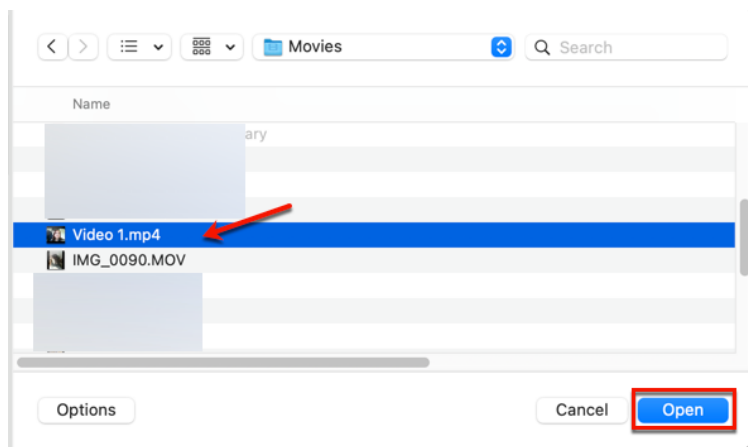 Movies
Search
Name
ary
Video 1.mp4
IMG_0090.MOV
Options
Cancel
Open